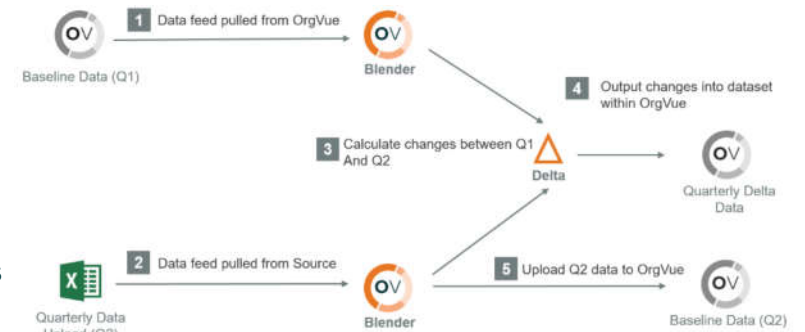 1 Data feed pulled from OrgVue
OV
OV
Baseline Data (Q1)
Blender
4 Output changes into dataset
within OrgVue
3 Calculate changes between Q1
And Q2
Delta
OV
Quarterly Delta
Data
s
2 Data feed pulled from Source
X
OV
5 Upload Q2 data to OrgVue
OV
Quarterly Data
Blender
Baseline Data (Q2)